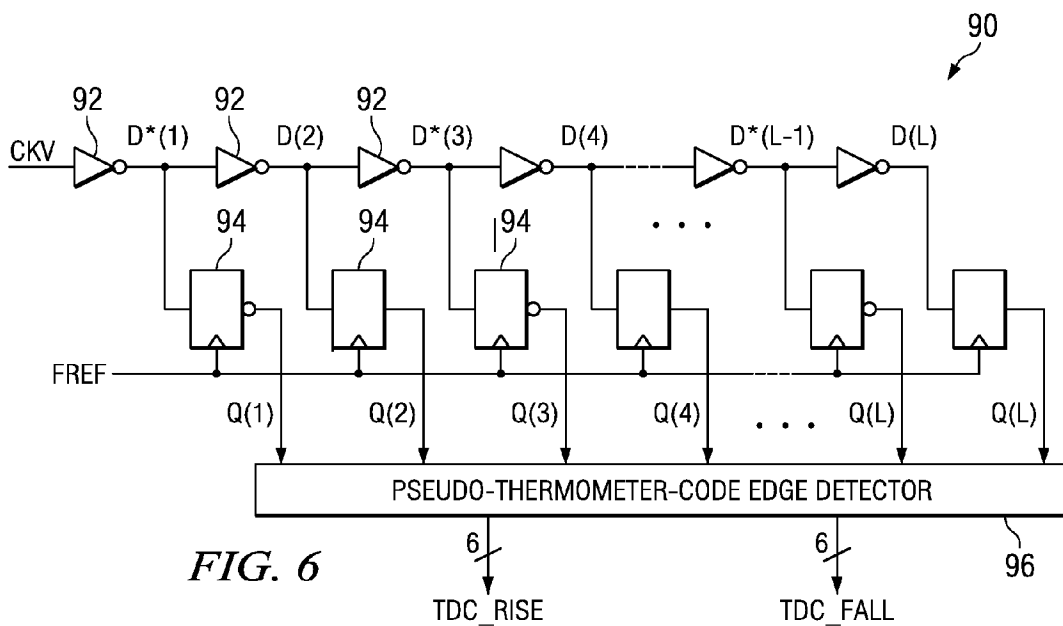 90
92 92 92
CKV D*(1) D(2) D*(3) D(4) D*(L-1) D(L)
94 94 94
. . .
FREF
Q(1) Q(2) Q(3) Q(4) . . . Q(L) Q(L)
PSEUDO-THERMOMETER-CODE EDGE DETECTOR
6 6 96
FIG. 6
TDC_RISE TDC_FALL